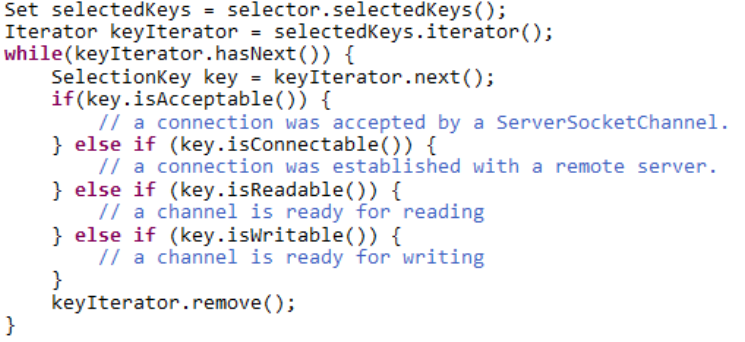 Set selectedKeys = selector.selectedKeys();
Iterator keyIterator = selectedKeys.iterator();
while(keyIterator.hasNext()) {
    SelectionKey key = keyIterator.next();
    if(key.isAcceptable()) {
        // a connection was accepted by a ServerSocketChannel.
    } else if (key.isConnectable()) {
        // a connection was established with a remote server.
    } else if (key.isReadable()) {
        // a channel is ready for reading
    } else if (key.isWritable()) {
        // a channel is ready for writing
    }
    keyIterator.remove();
}